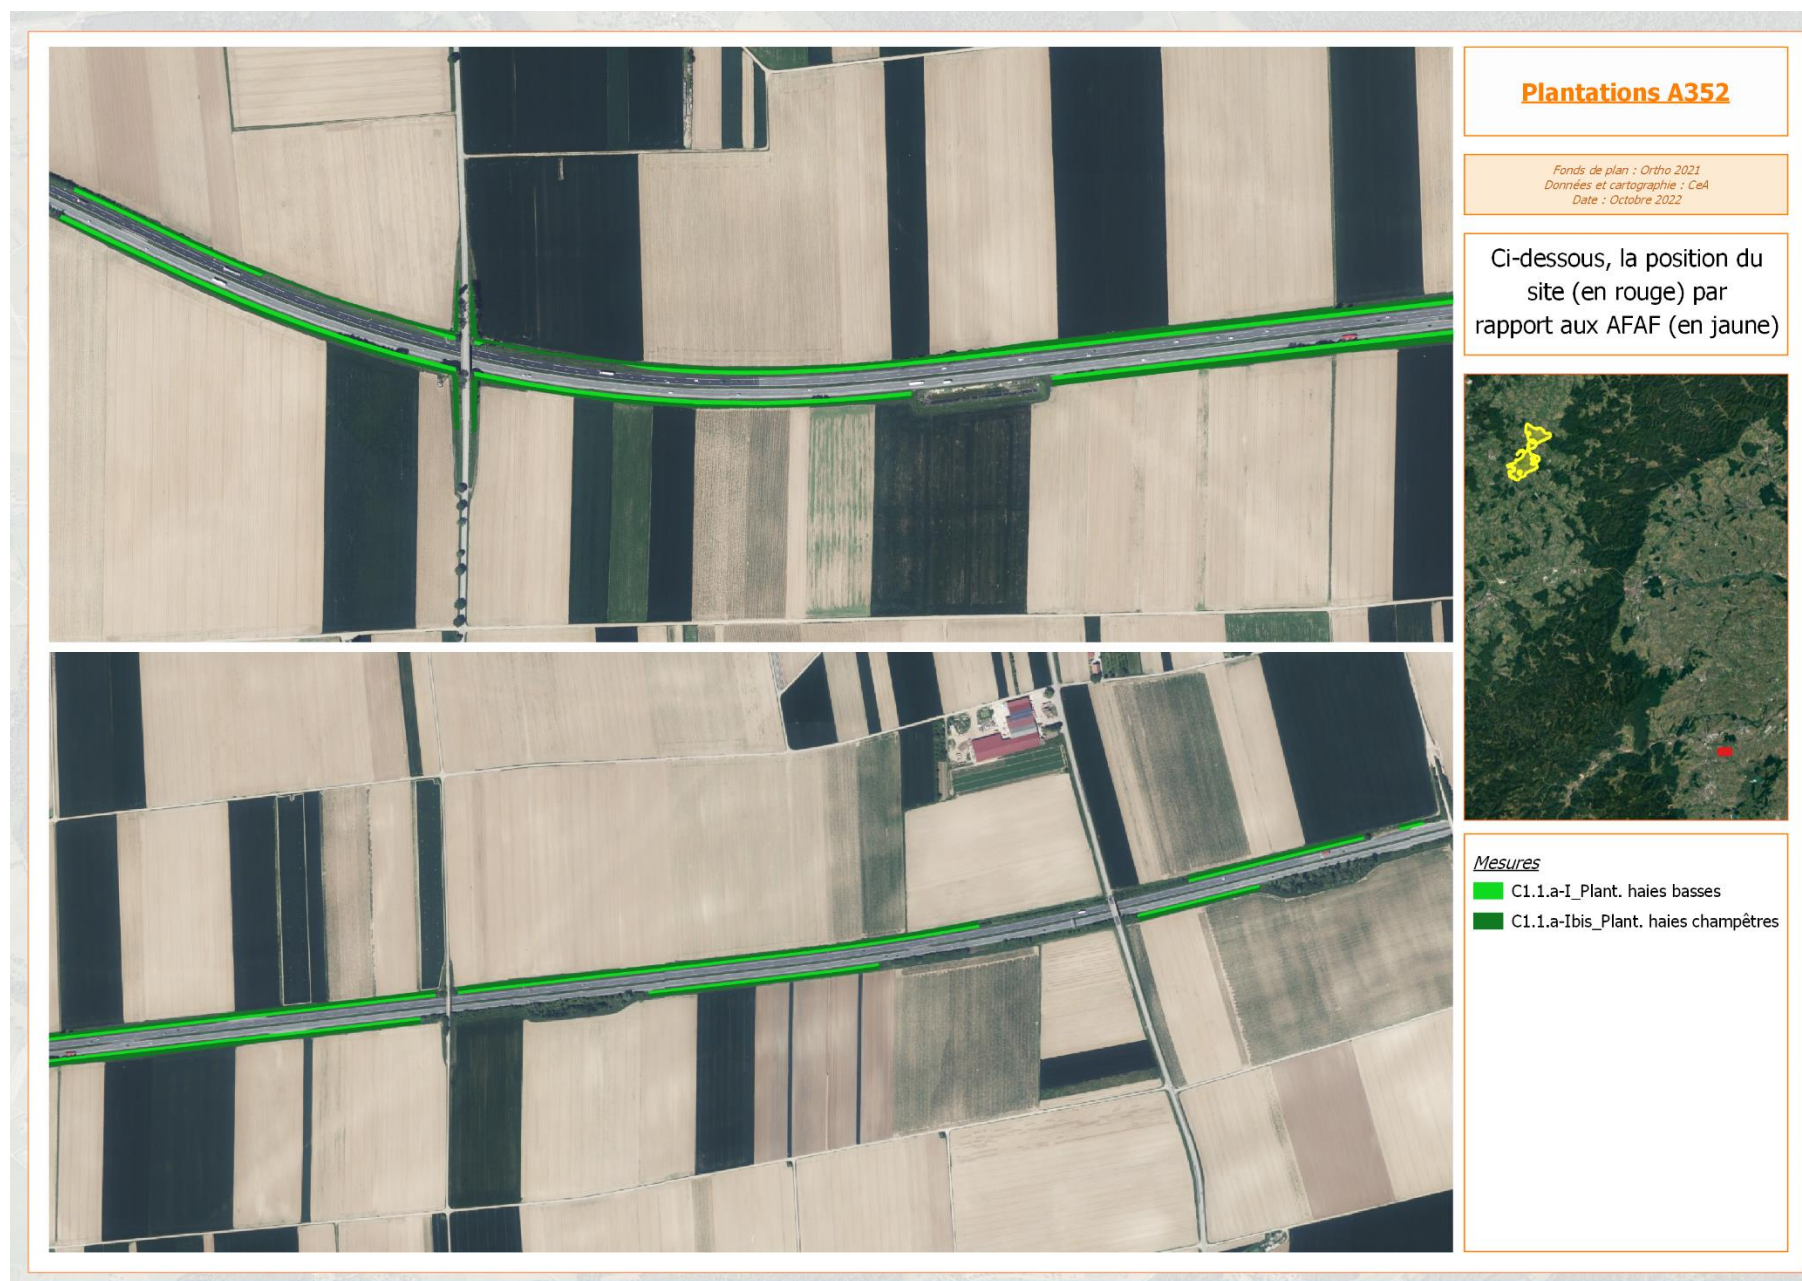 Plantations A352
Fonds de plan : Ortho 2021
Données et cartographie : CeA
Date : Octobre 2022
Ci-dessous, la position du
site (en rouge) par
rapport aux AFAF (en jaune)
Mesures
C1.1.a-I_Plant. haies basses
C1.1.a-Ibis_Plant. haies champêtres